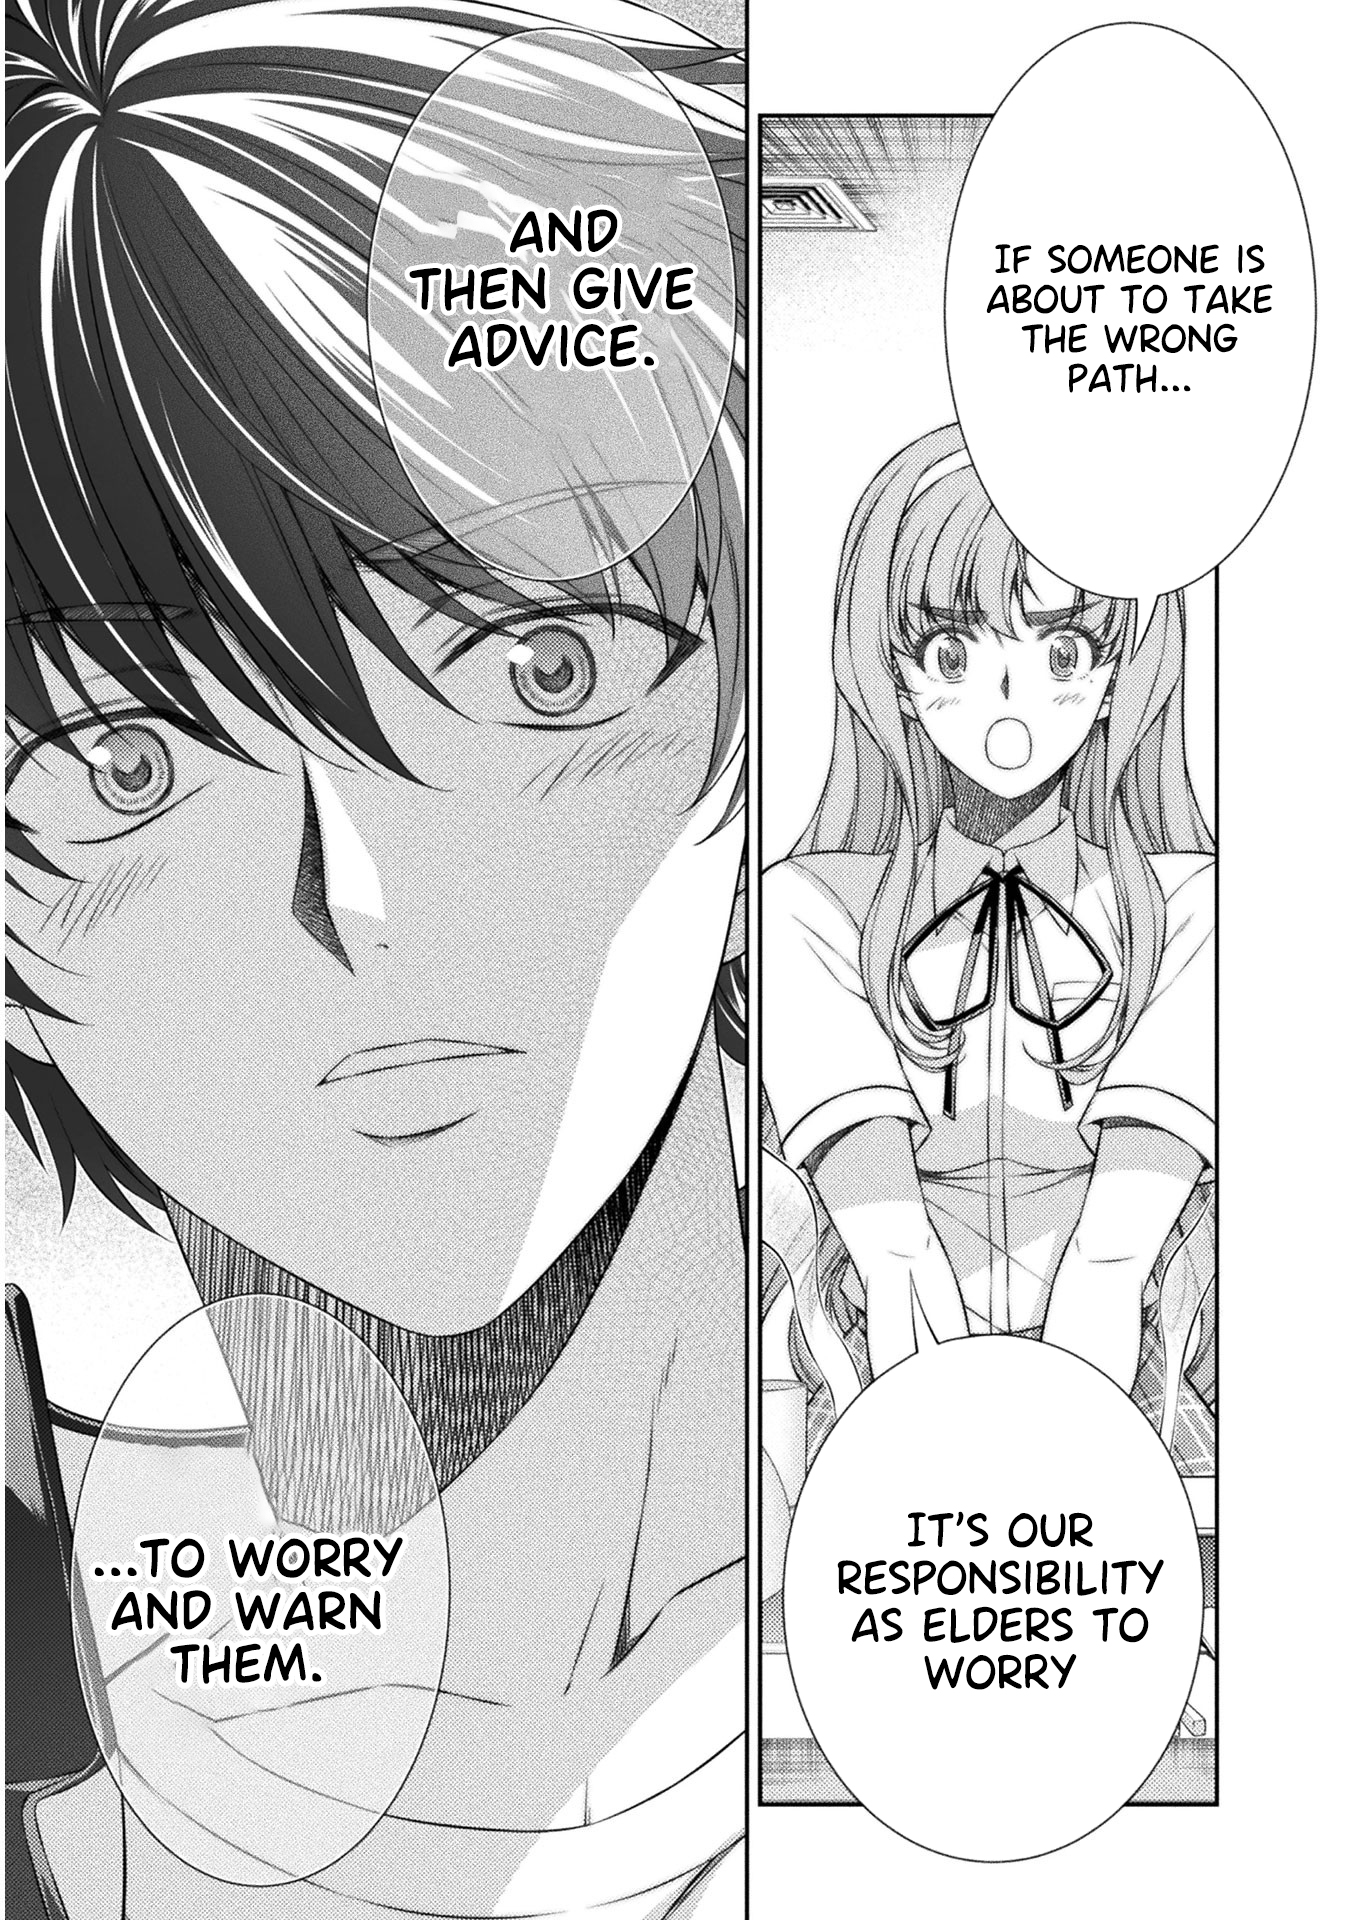 IF SOMEONE IS
ABOUT TO TAKE
THE WRONG
PATH...
IT'S OUR
RESPONSIBILITY
AS ELDERS TO
WORRY
AND
THEN GIVE
ADVICE.
...TO WORRY
AND WARN
THEM.